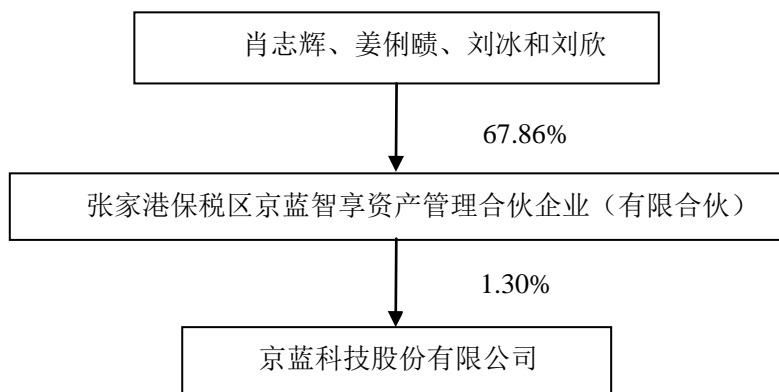 肖志辉、姜俐赜、刘冰和刘欣
67.86%
张家港保税区京蓝智享资产管理合伙企业（有限合伙）
1.30%
京蓝科技股份有限公司